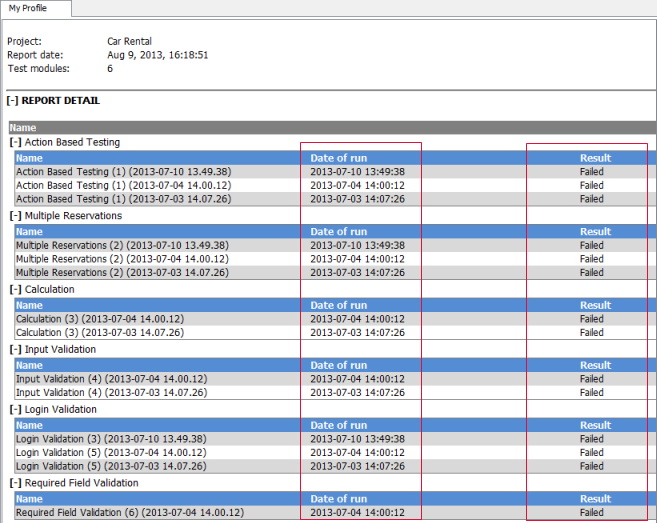 My Profile
Project: Car Rental
Report date: Aug 9, 2013, 16:18:51
Test modules: 6
[-] REPORT DETAIL
Name
[-] Action Based Testing
Name Date of run Result
Action Based Testing (1) (2013-07-10 13.49.38) 2013-07-10 13:49:38 Failed
Action Based Testing (1) (2013-07-04 14.00.12) 2013-07-04 14:00:12 Failed
Action Based Testing (1) (2013-07-03 14.07.26) 2013-07-03 14:07:26 Failed
[-] Multiple Reservations
Name Date of run Result
Multiple Reservations (2) (2013-07-10 13.49.38) 2013-07-10 13:49:38 Failed
Multiple Reservations (2) (2013-07-04 14.00.12) 2013-07-04 14:00:12 Failed
Multiple Reservations (2) (2013-07-03 14.07.26) 2013-07-03 14:07:26 Failed
[-] Calculation
Name Date of run Result
Calculation (3) (2013-07-04 14.00.12) 2013-07-04 14:00:12 Failed
Calculation (3) (2013-07-03 14.07.26) 2013-07-03 14:07:26 Failed
[-] Input Validation
Name Date of run Result
Input Validation (4) (2013-07-04 14.00.12) 2013-07-04 14:00:12 Failed
Input Validation (4) (2013-07-03 14.07.26) 2013-07-03 14:07:26 Failed
[-] Login Validation
Name Date of run Result
Login Validation (3) (2013-07-10 13.49.38) 2013-07-10 13:49:38 Failed
Login Validation (5) (2013-07-04 14.00.12) 2013-07-04 14:00:12 Failed
Login Validation (5) (2013-07-03 14.07.26) 2013-07-03 14:07:26 Failed
[-] Required Field Validation
Name Date of run Result
Required Field Validation (6) (2013-07-04 14.00.12) 2013-07-04 14:00:12 Failed